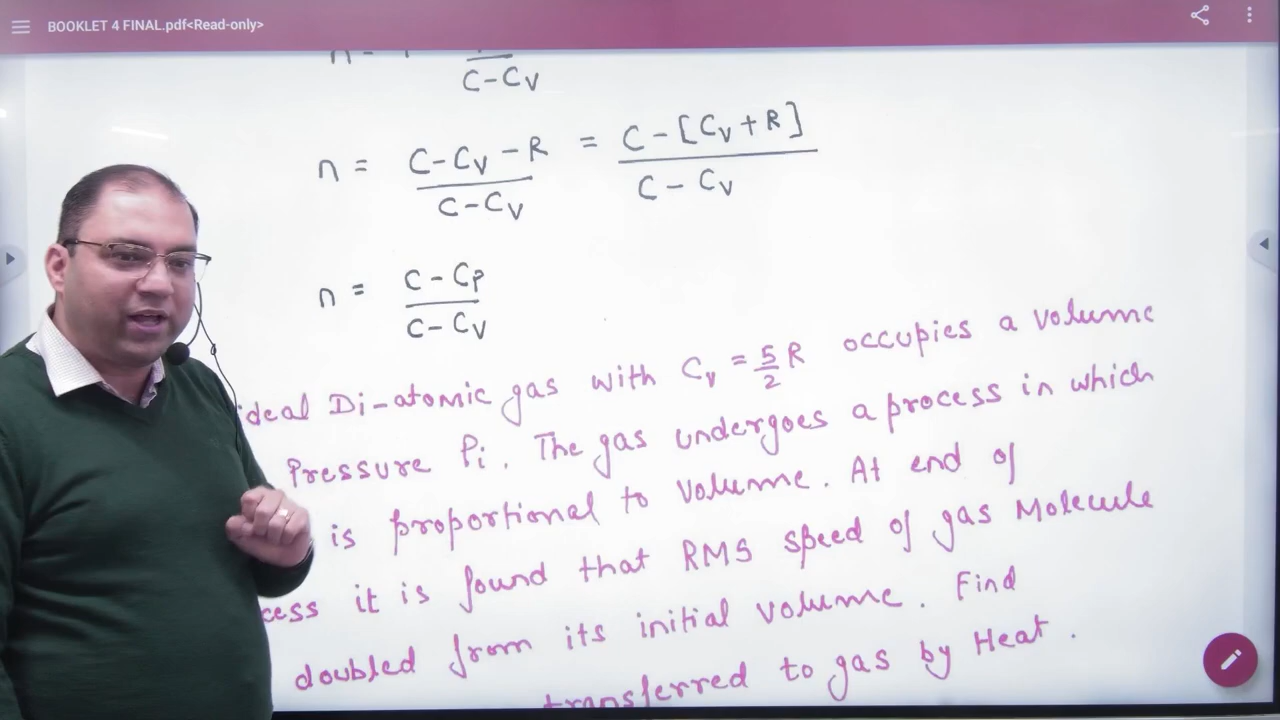 BOOKLET 4 FINAL.pdf<Read-only>
C-Cv
n = C-Cv-R / C-Cv = C-[Cv+R] / C-Cv
n = C-Cp / C-Cv
ideal Di-atomic gas with Cv = 5/2 R occupies a volume
Pressure Pi. The gas undergoes a process in which
is proportional to volume. At end of
cess it is found that RMS speed of gas Molecule
doubled from its initial volume. Find
transferred to gas by Heat.